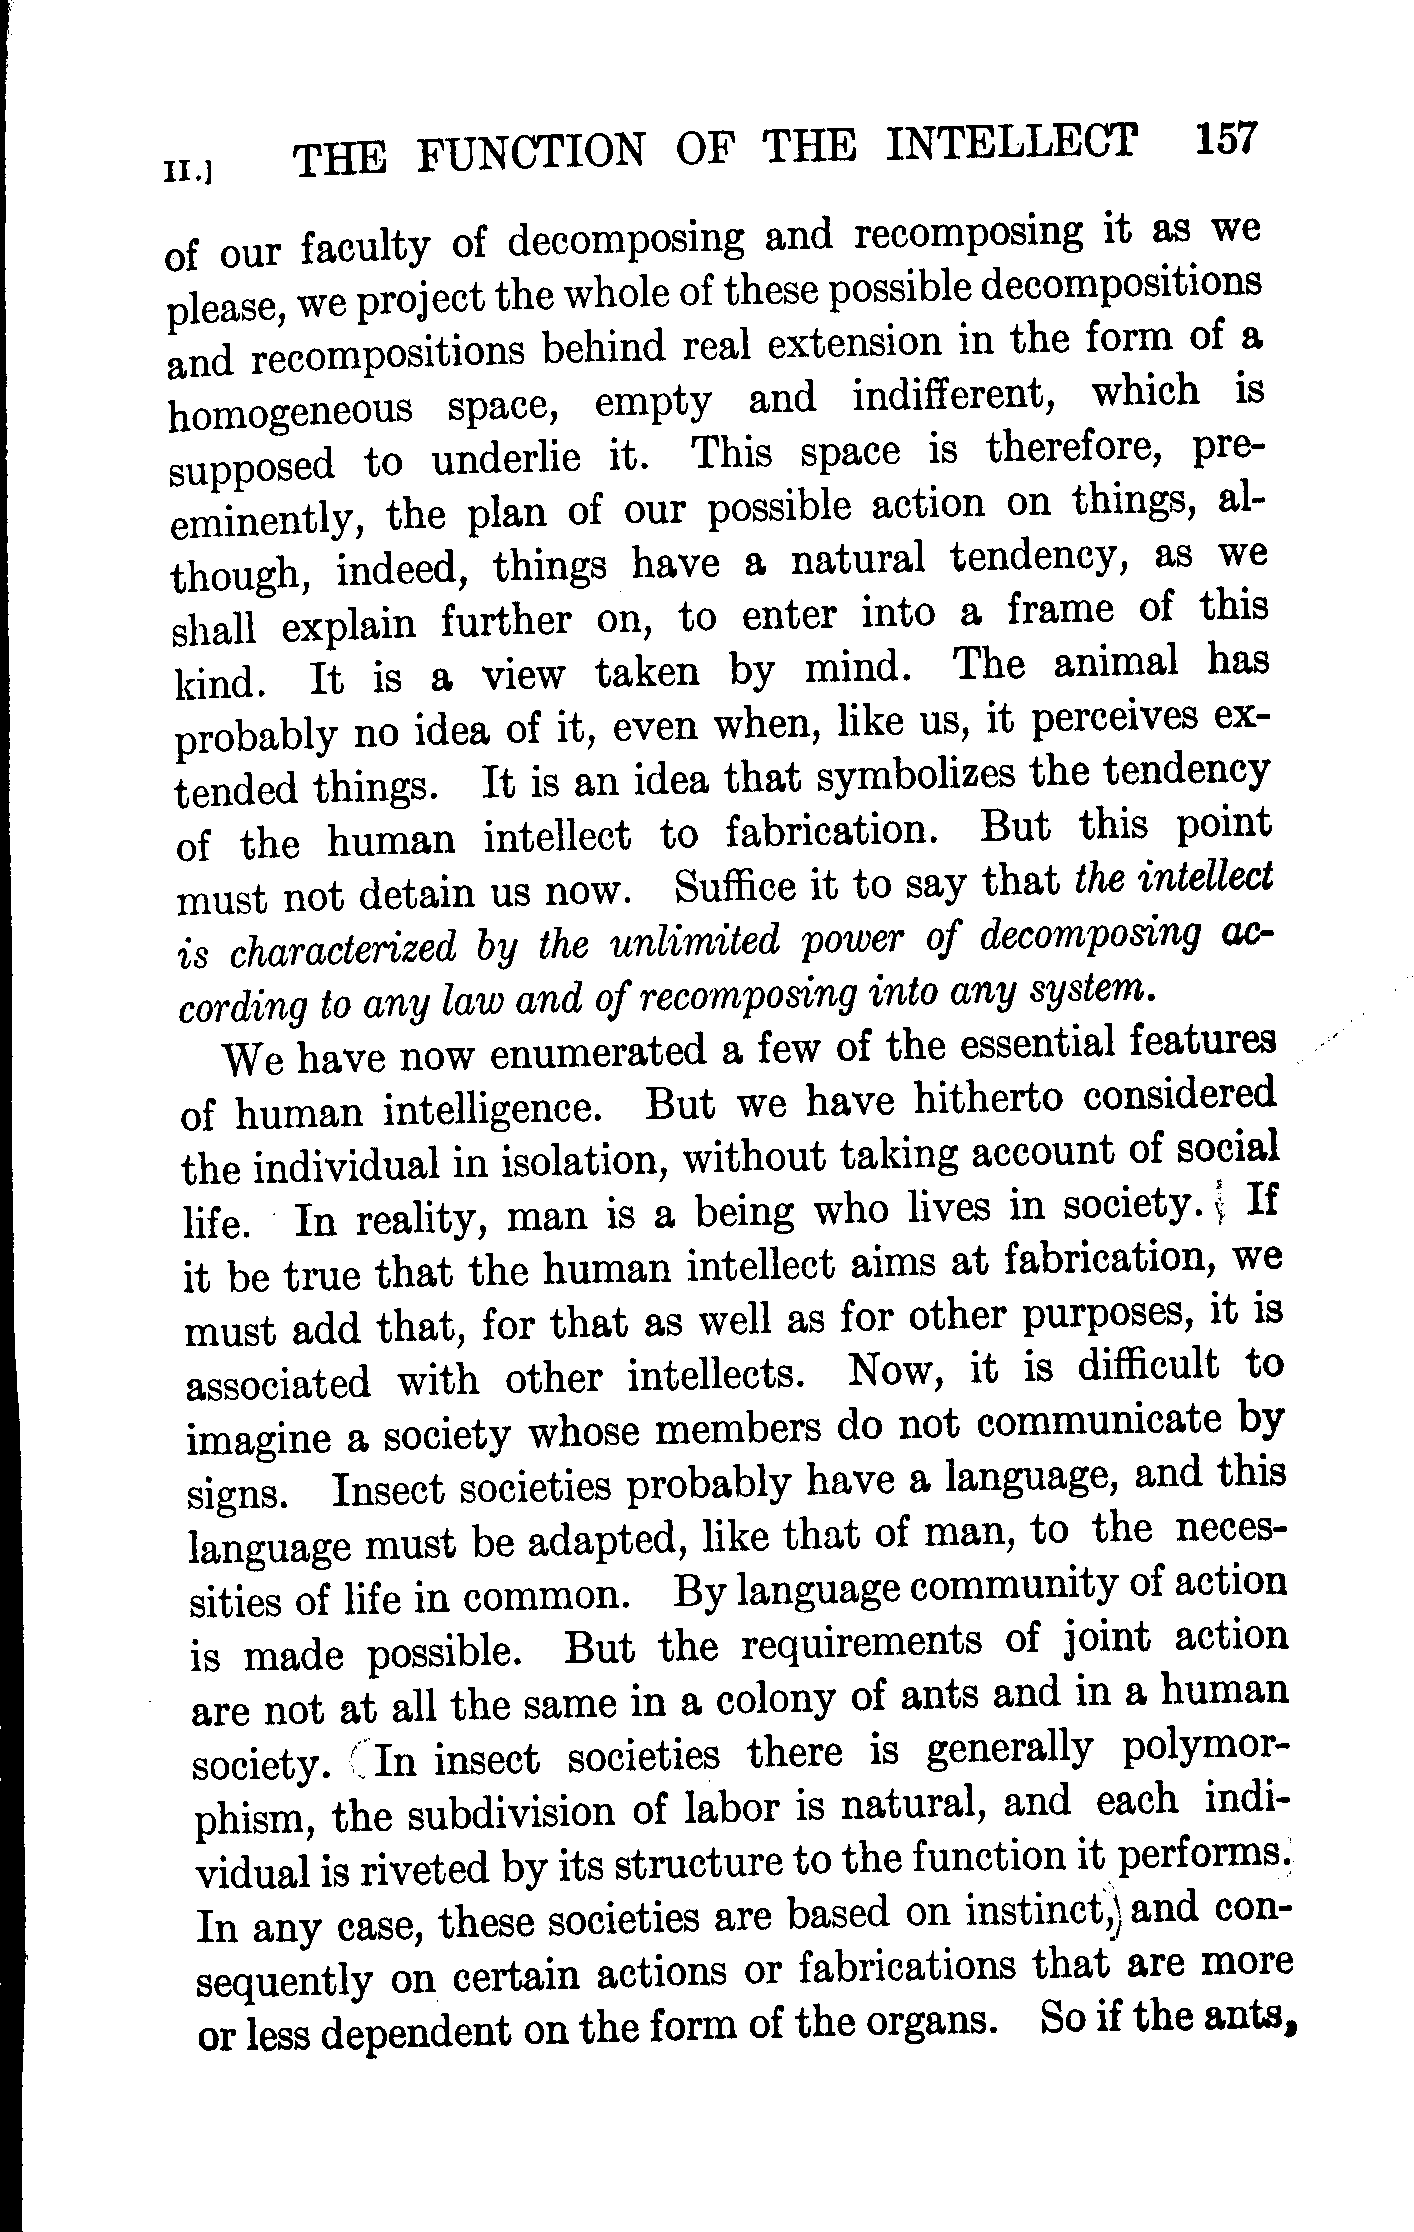 II.] THE FUNCTION OF THE INTELLECT 157
of our faculty of decomposing and recomposing it as we
please, we project the whole of these possible decompositions
and recompositions behind real extension in the form of a
homogeneous space, empty and indifferent, which is
supposed to underlie it. This space is therefore, pre-
eminently, the plan of our possible action on things, al-
though, indeed, things have a natural tendency, as we
shall explain further on, to enter into a frame of this
kind. It is a view taken by mind. The animal has
probably no idea of it, even when, like us, it perceives ex-
tended things. It is an idea that symbolizes the tendency
of the human intellect to fabrication. But this point
must not detain us now. Suffice it to say that the intellect
is characterized by the unlimited power of decomposing ac-
cording to any law and of recomposing into any system.
We have now enumerated a few of the essential features
of human intelligence. But we have hitherto considered
the individual in isolation, without taking account of social
life. In reality, man is a being who lives in society. If
it be true that the human intellect aims at fabrication, we
must add that, for that as well as for other purposes, it is
associated with other intellects. Now, it is difficult to
imagine a society whose members do not communicate by
signs. Insect societies probably have a language, and this
language must be adapted, like that of man, to the neces-
sities of life in common. By language community of action
is made possible. But the requirements of joint action
are not at all the same in a colony of ants and in a human
society. In insect societies there is generally polymor-
phism, the subdivision of labor is natural, and each indi-
vidual is riveted by its structure to the function it performs.
In any case, these societies are based on instinct, and con-
sequently on certain actions or fabrications that are more
or less dependent on the form of the organs. So if the ants,